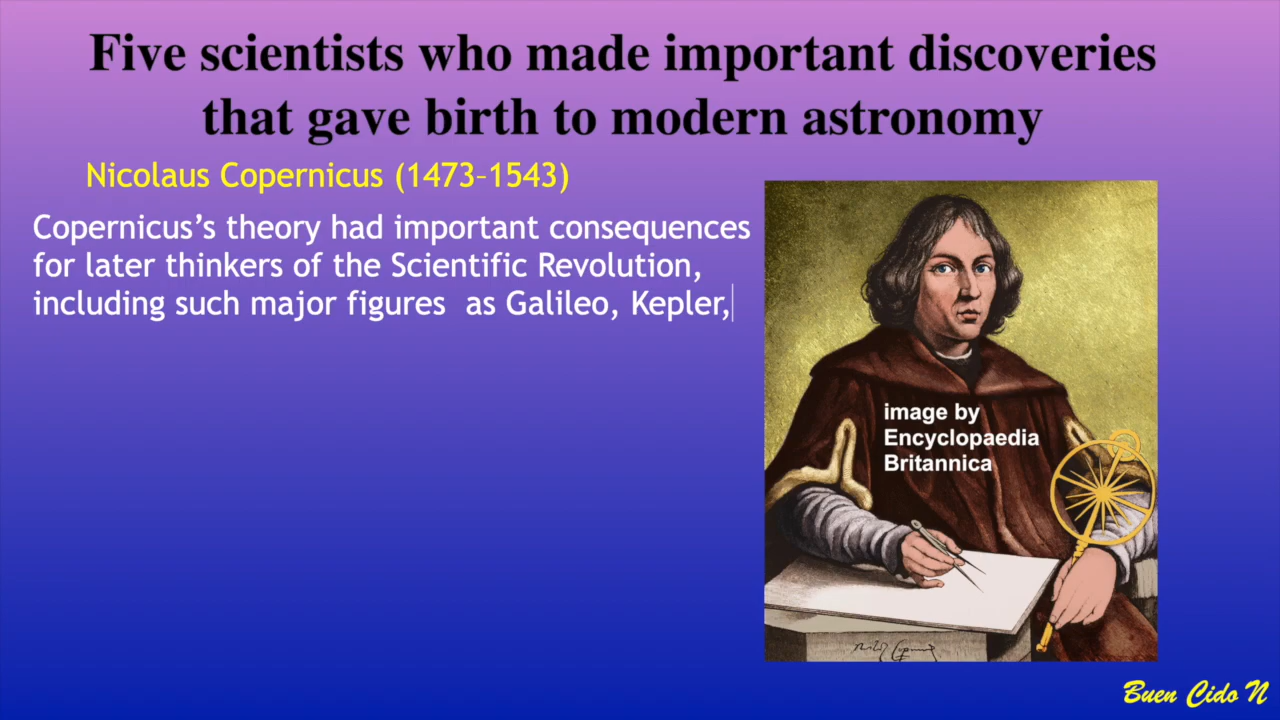 Five scientists who made important discoveries
that gave birth to modern astronomy
Nicolaus Copernicus (1473–1543)
Copernicus’s theory had important consequences
for later thinkers of the Scientific Revolution,
including such major figures  as Galileo, Kepler,
image by
Encyclopaedia
Britannica
Buen Cido N